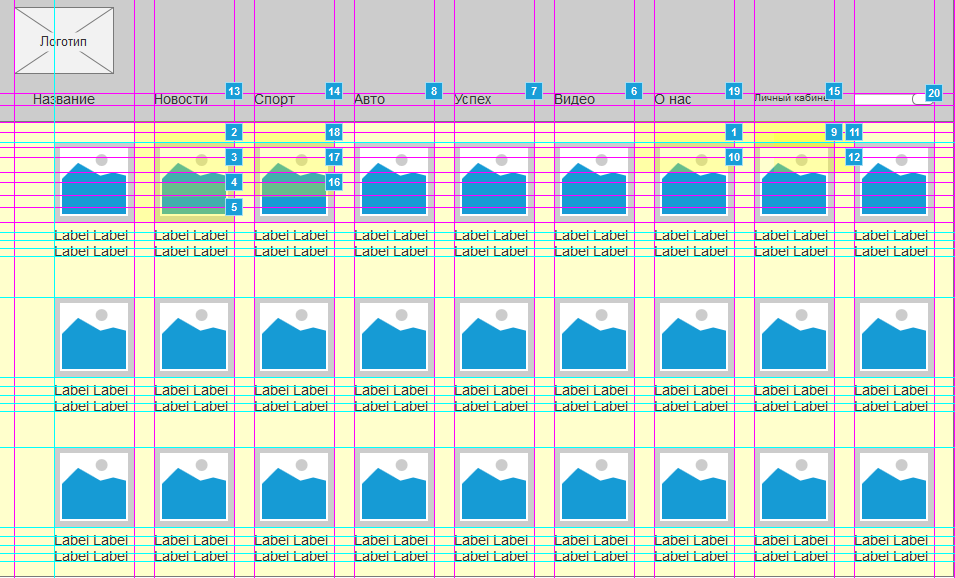 Логотип
13 14 8 7 6 19 15 20
Название Новости Спорт Авто Успех Видео О нас Личный кабинет
2 18 1 9 11
3 17 10 12
4 16
5
Label Label Label Label Label Label Label Label Label Label Label Label Label Label Label Label Label Label
Label Label Label Label Label Label Label Label Label Label Label Label Label Label Label Label Label Label
Label Label Label Label Label Label Label Label Label Label Label Label Label Label Label Label Label Label
Label Label Label Label Label Label Label Label Label Label Label Label Label Label Label Label Label Label
Label Label Label Label Label Label Label Label Label Label Label Label Label Label Label Label Label Label
Label Label Label Label Label Label Label Label Label Label Label Label Label Label Label Label Label Label